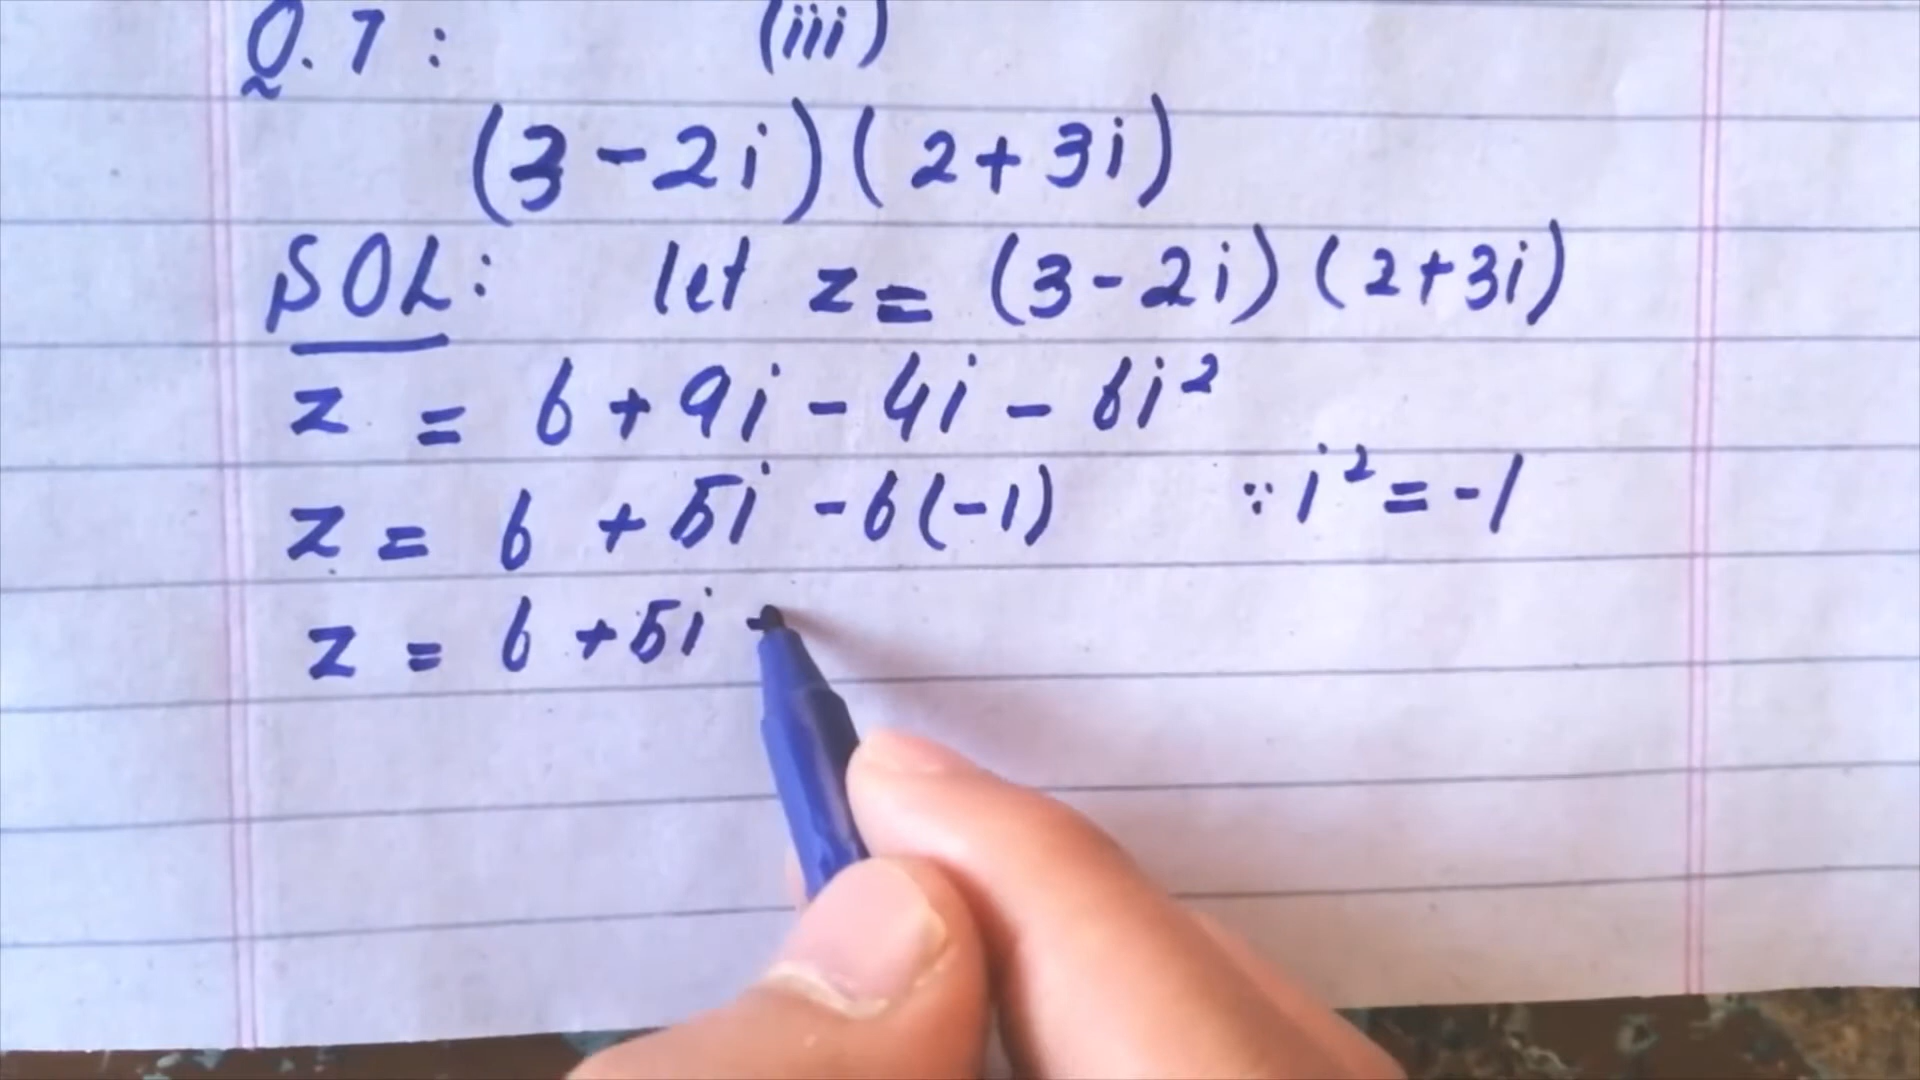 Q. 7 : (iii)
(3 - 2i) (2 + 3i)
SOL: let z = (3 - 2i) (2 + 3i)
z = 6 + 9i - 4i - 6i²
z = 6 + 5i - 6(-1) ∵ i² = -1
z = 6 + 5i